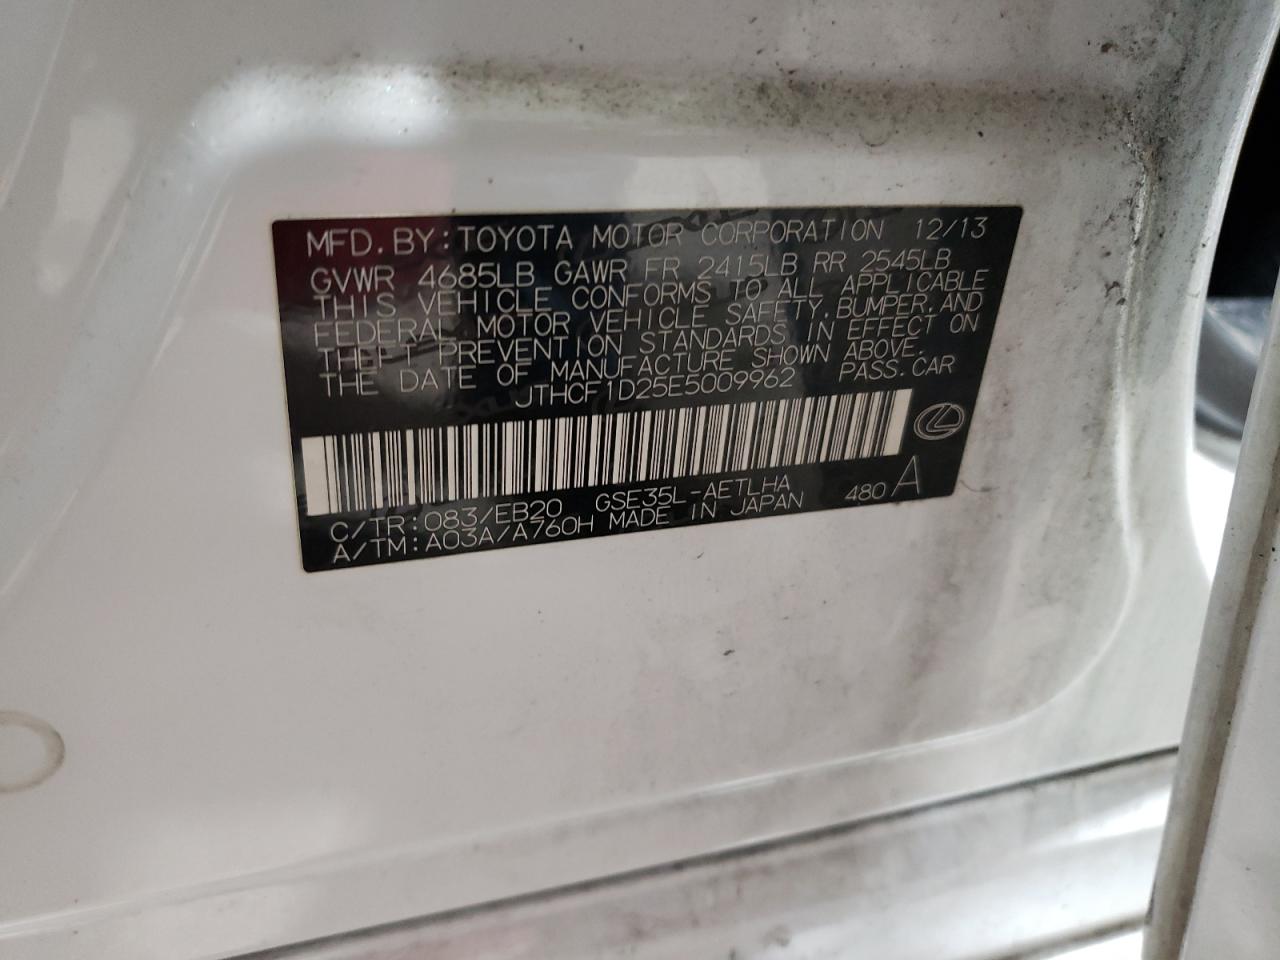 MFD. BY: TOYOTA MOTOR CORPORATION 12/13
GVWR 4685LB GAWR FR 2415LB RR 2545LB
THIS VEHICLE CONFORMS TO ALL APPLICABLE
FEDERAL MOTOR VEHICLE SAFETY, BUMPER, AND
THEFT PREVENTION STANDARDS IN EFFECT ON
THE DATE OF MANUFACTURE SHOWN ABOVE.
JTHCF1D25E5009962 PASS. CAR
C/TR: 083/EB20 GSE35L-AETLHA
A/TM: A03A/A760H MADE IN JAPAN 480 A